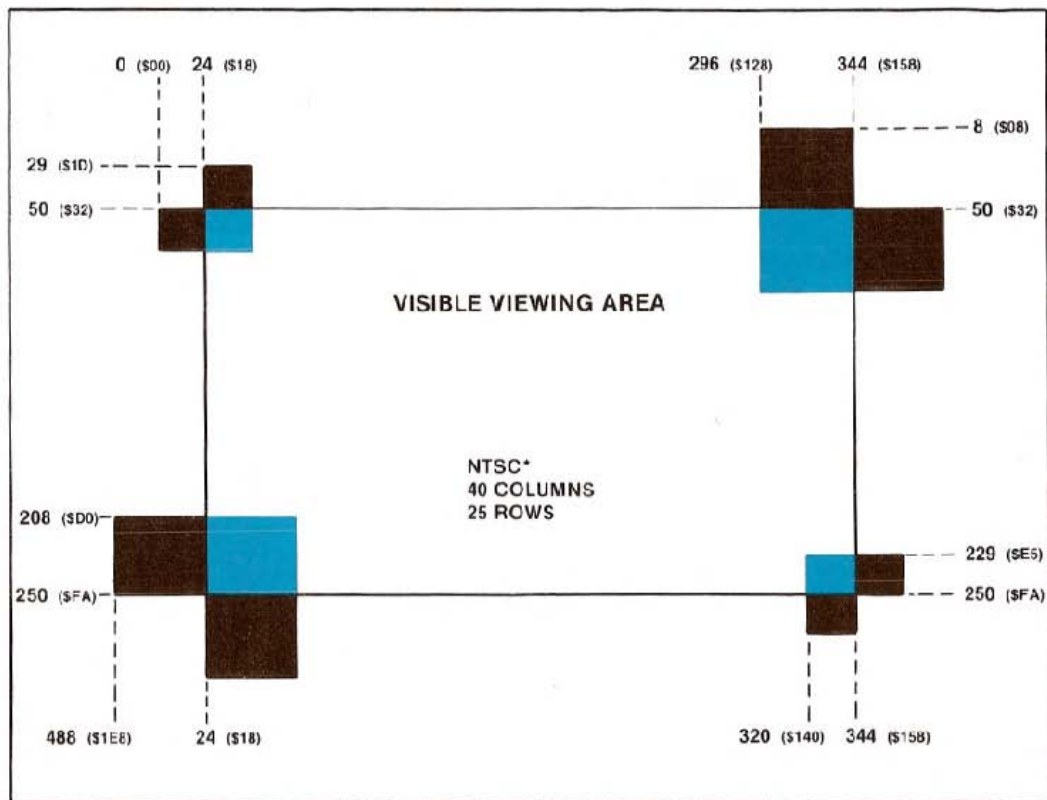 0 ($00) 24 ($18) 296 ($128) 344 ($158)
8 ($08)
29 ($1D)
50 ($32) 50 ($32)
VISIBLE VIEWING AREA
NTSC*
40 COLUMNS
25 ROWS
208 ($D0)
229 ($E5)
250 ($FA) 250 ($FA)
488 ($1E8) 24 ($18) 320 ($140) 344 ($158)